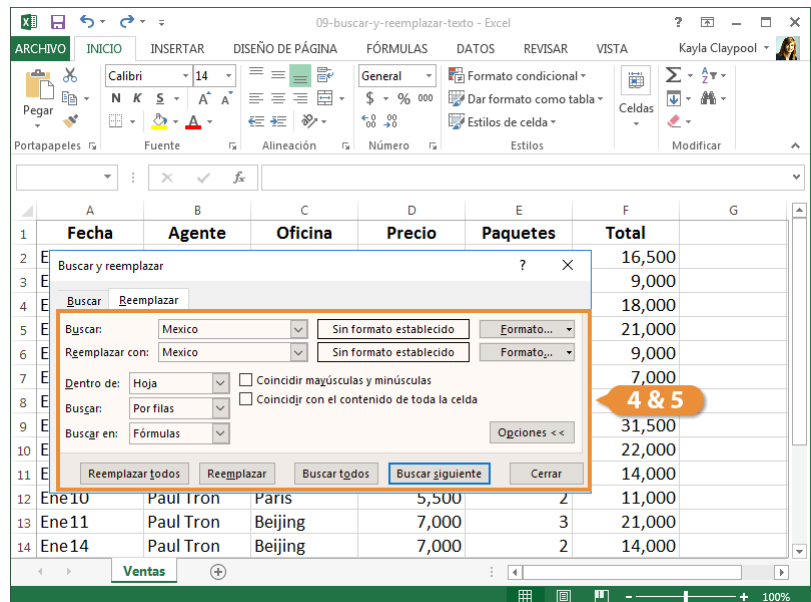 09-buscar-y-reemplazar-texto - Excel ?
ARCHIVO INICIO INSERTAR DISEÑO DE PÁGINA FÓRMULAS DATOS REVISAR VISTA Kayla Claypool
Calibri 14 General Formato condicional
Pegar N K S A A $ % 000 Dar formato como tabla Celdas
A Estilos de celda
Portapapeles Fuente Alineación Número Estilos Modificar
fx
A B C D E F G
1 Fecha Agente Oficina Precio Paquetes Total
2 E 16,500
Buscar y reemplazar ?
3 E 9,000
Buscar Reemplazar
4 E 18,000
5 E Buscar: Mexico Sin formato establecido Formato... 21,000
6 E Reemplazar con: Mexico Sin formato establecido Formato... 9,000
7 E Dentro de: Hoja Coincidir mayúsculas y minúsculas 7,000
8 E Buscar: Por filas Coincidir con el contenido de toda la celda 4 & 5
9 E Buscar en: Fórmulas Opciones << 31,500
10 E 22,000
11 E Reemplazar todos Reemplazar Buscar todos Buscar siguiente Cerrar 14,000
12 Ene10 Paul Tron Paris 5,500 2 11,000
13 Ene11 Paul Tron Beijing 7,000 3 21,000
14 Ene14 Paul Tron Beijing 7,000 2 14,000
Ventas
100%